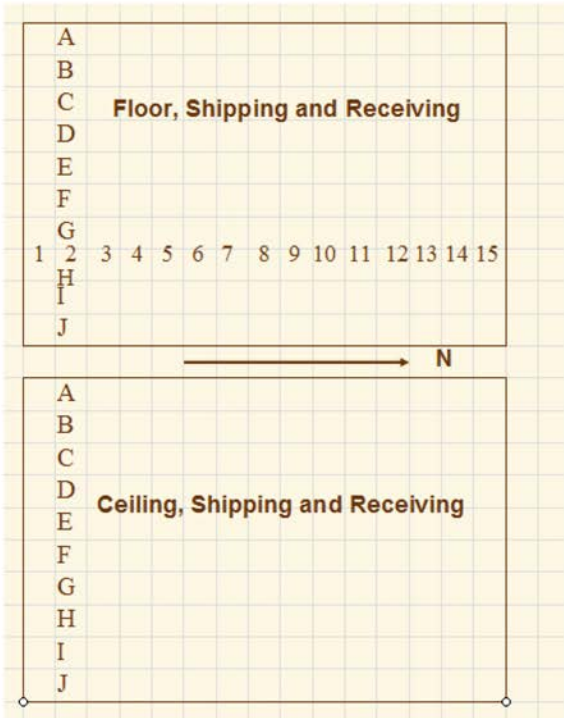 A
B
C
Floor, Shipping and Receiving
D
E
F
G
1 2 3 4 5 6 7 8 9 10 11 12 13 14 15
H
I
J
N
A
B
C
D
Ceiling, Shipping and Receiving
E
F
G
H
I
J